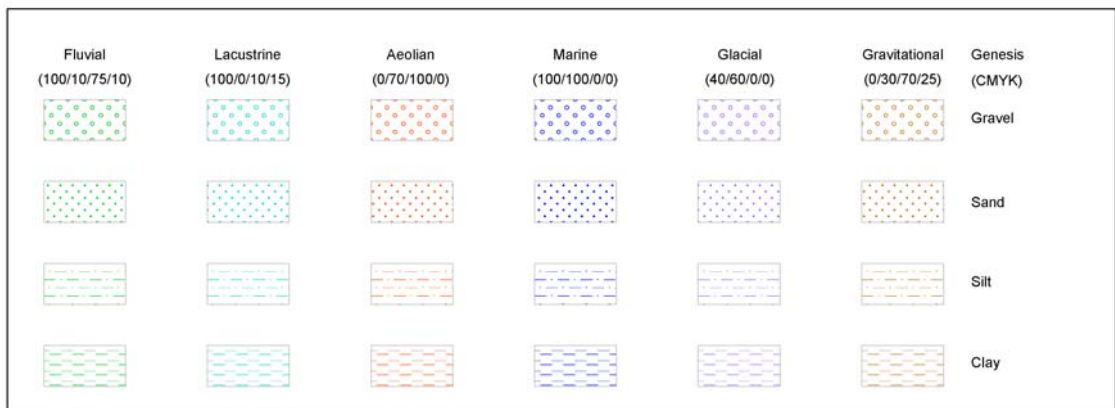 Fluvial Lacustrine Aeolian Marine Glacial Gravitational Genesis
(100/10/75/10) (100/0/10/15) (0/70/100/0) (100/100/0/0) (40/60/0/0) (0/30/70/25) (CMYK)
Gravel
Sand
Silt
Clay